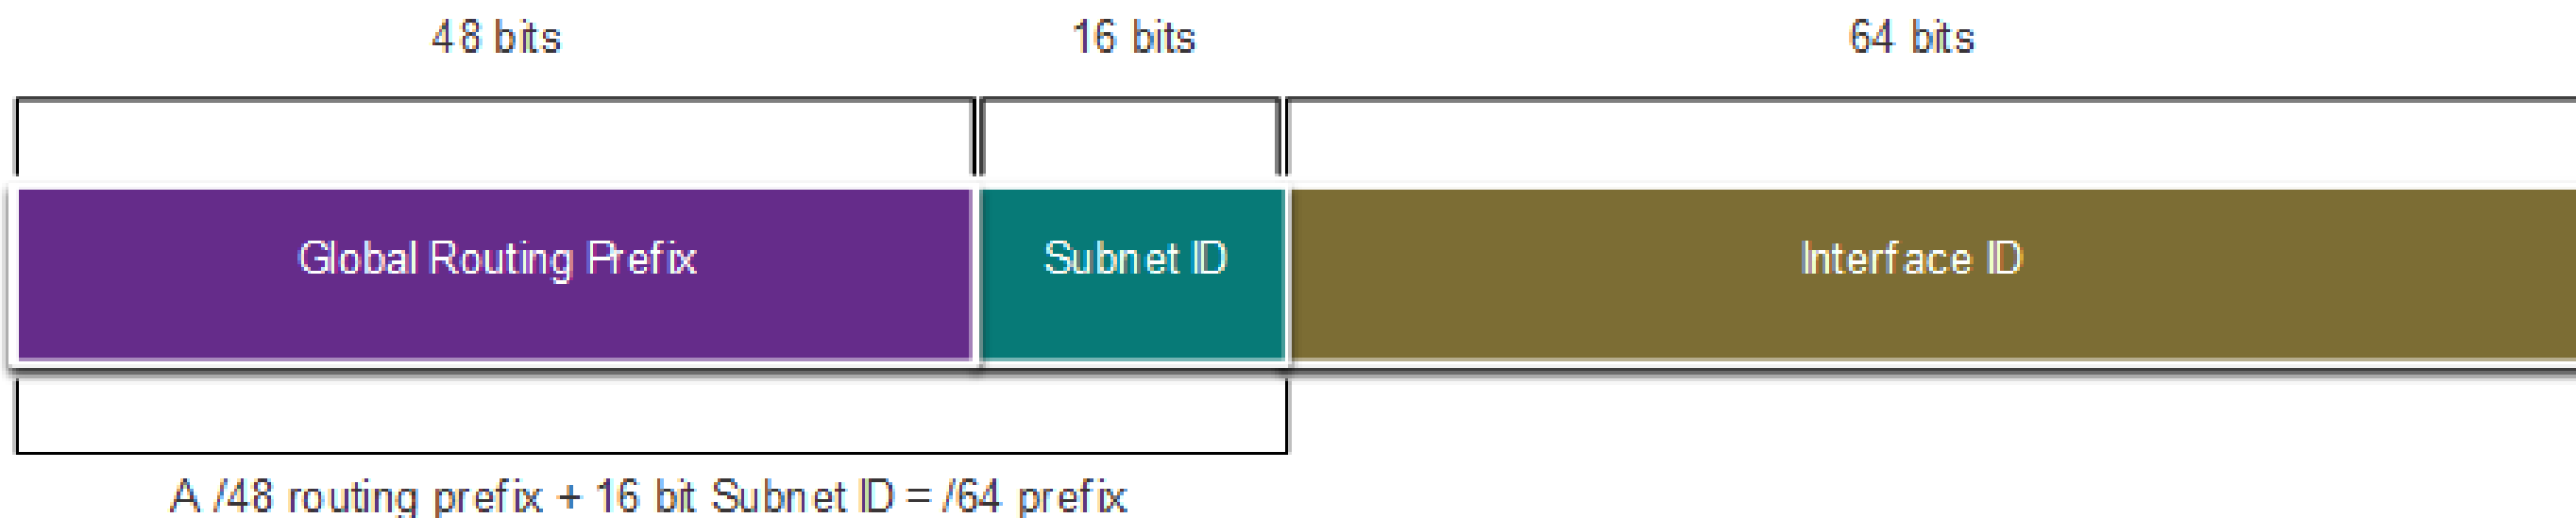 48 bits
16 bits
64 bits
Global Routing Prefix
Subnet ID
Interface ID
A /48 routing prefix + 16 bit Subnet ID = /64 prefix